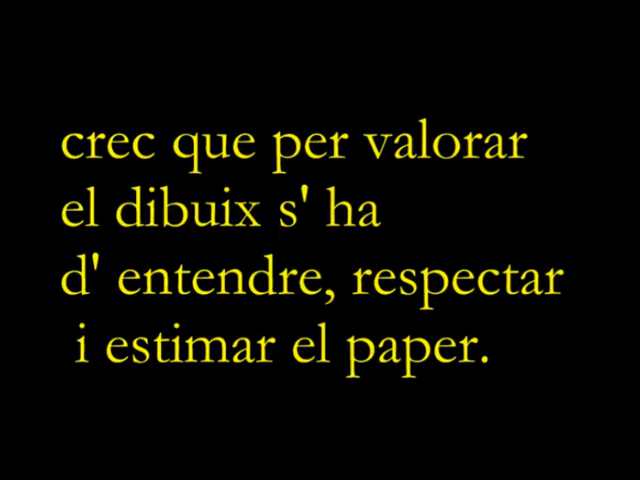 crec que per valorar
el dibuix s' ha
d' entendre, respectar
i estimar el paper.